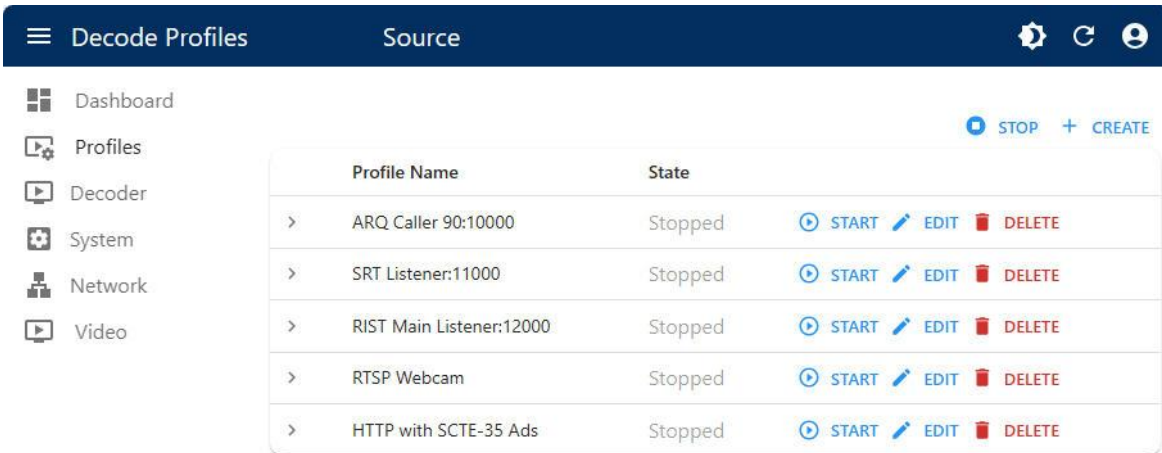 Decode Profiles Source
Dashboard
STOP + CREATE
Profiles
Profile Name State
Decoder
ARQ Caller 90:10000 Stopped START EDIT DELETE
System
SRT Listener:11000 Stopped START EDIT DELETE
Network
RIST Main Listener:12000 Stopped START EDIT DELETE
Video
RTSP Webcam Stopped START EDIT DELETE
HTTP with SCTE-35 Ads Stopped START EDIT DELETE